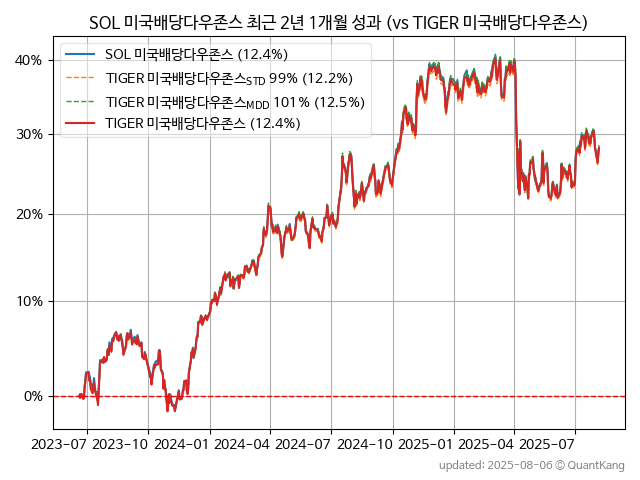 SOL 미국배당다우존스 최근 2년 1개월 성과 (vs TIGER 미국배당다우존스)
SOL 미국배당다우존스 (12.4%)
TIGER 미국배당다우존스STD 99% (12.2%)
TIGER 미국배당다우존스MDD 101% (12.5%)
TIGER 미국배당다우존스 (12.4%)
40%
30%
20%
10%
0%
2023-07 2023-10 2024-01 2024-04 2024-07 2024-10 2025-01 2025-04 2025-07
updated: 2025-08-06 © QuantKang